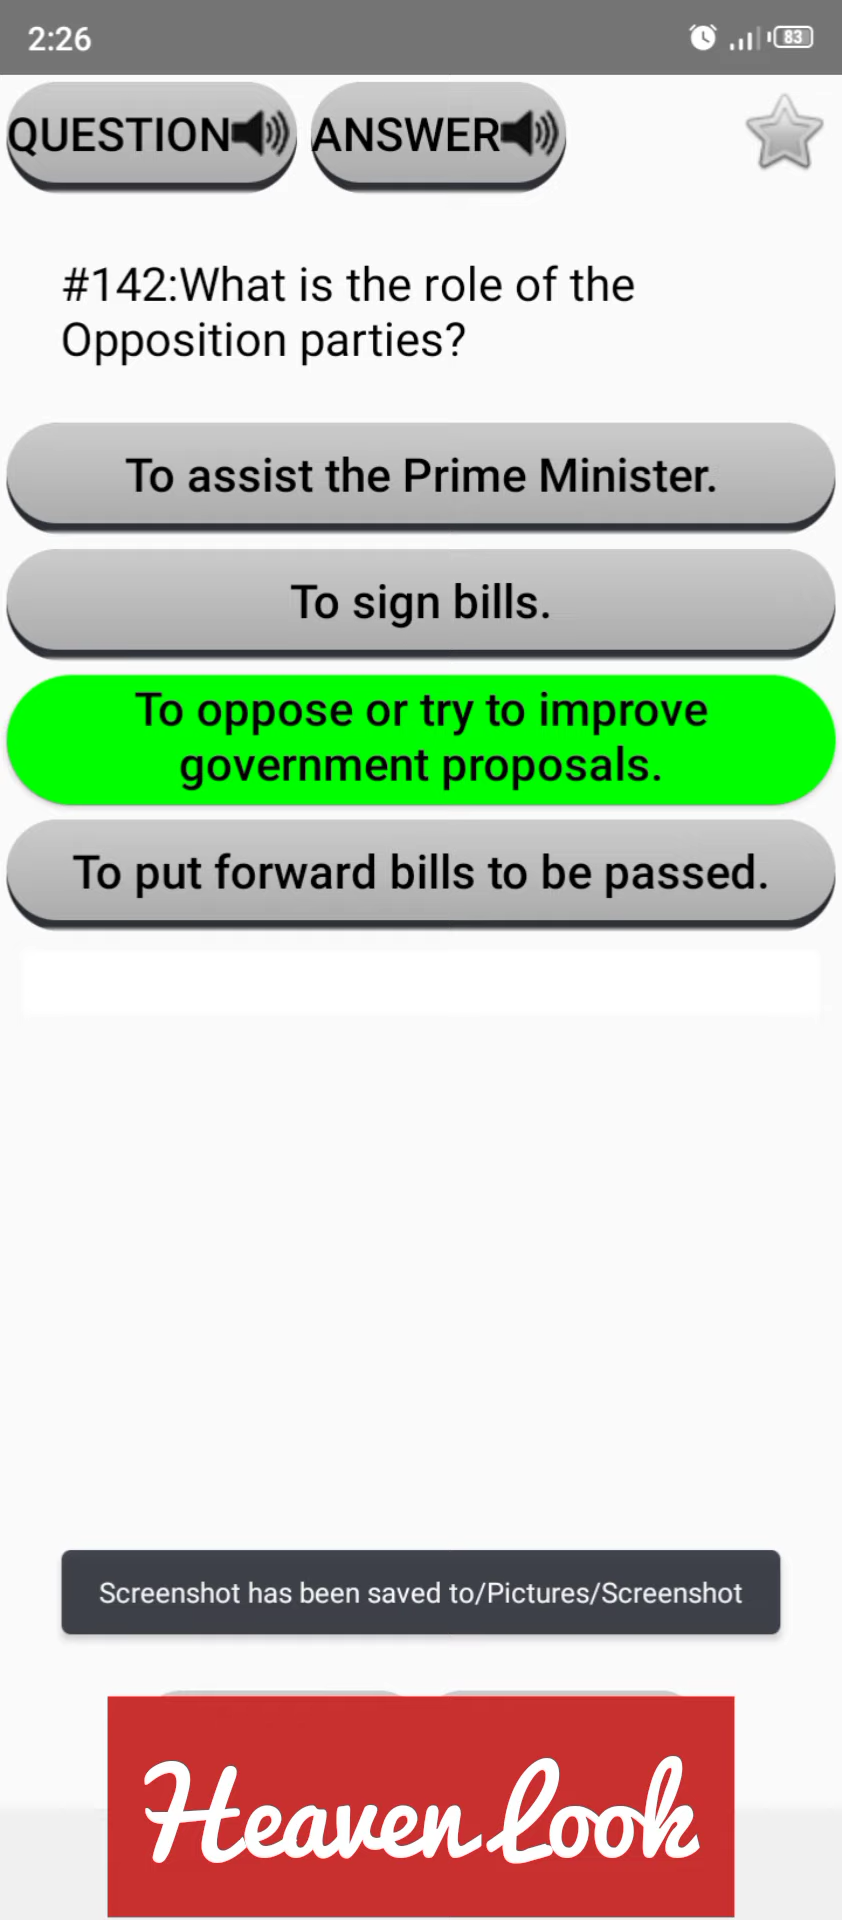 2:26
83
QUESTION
ANSWER
#142:What is the role of the
Opposition parties?
To assist the Prime Minister.
To sign bills.
To oppose or try to improve
government proposals.
To put forward bills to be passed.
Screenshot has been saved to/Pictures/Screenshot
Heaven Look